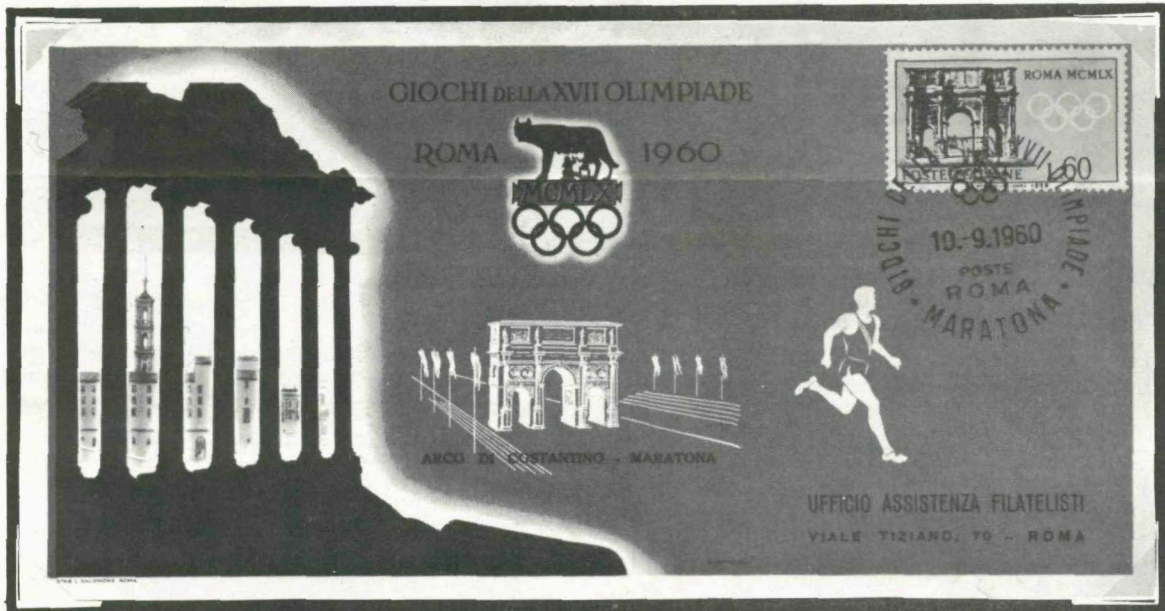 GIOCHI DELLA XVII OLIMPIADE
ROMA 1960
MCMLX
ROMA MCMLX
POSTE ITALIANE L.60
GIOCHI DELLA XVII OLIMPIADE
10.-9.1960
POSTE
ROMA
• MARATONA •
ARCO DI COSTANTINO - MARATONA
UFFICIO ASSISTENZA FILATELISTI
VIALE TIZIANO, 70 - ROMA